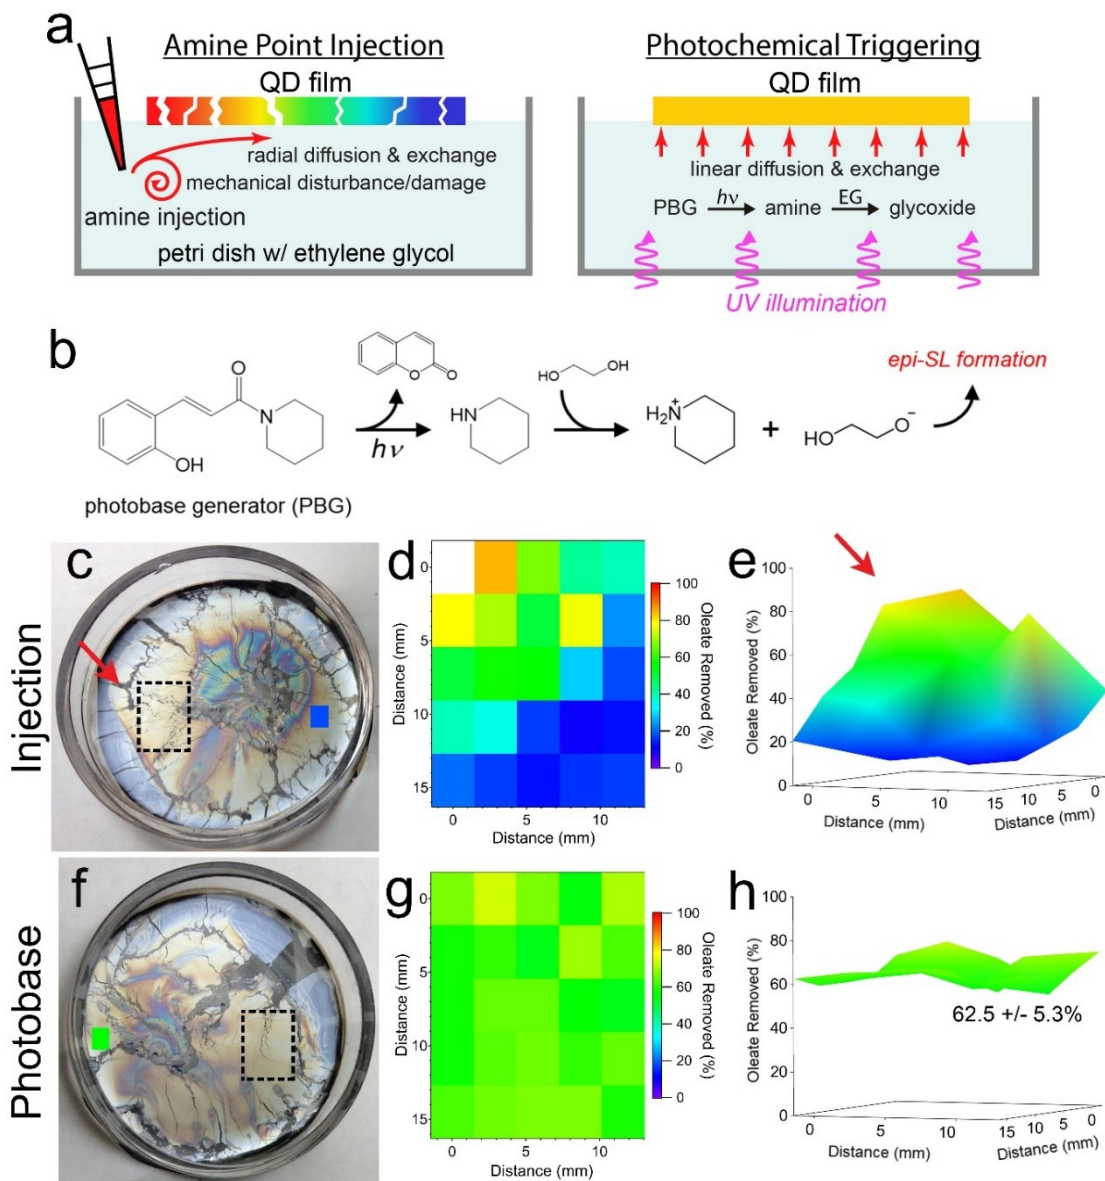 a
Amine Point Injection
QD film
radial diffusion & exchange
mechanical disturbance/damage
amine injection
petri dish w/ ethylene glycol
Photochemical Triggering
QD film
linear diffusion & exchange
PBG hν amine EG glycoxide
UV illumination
b
O
N
OH
photobase generator (PBG)
hν
O O
HN
HO OH
H2N+
+
HO O−
epi-SL formation
Injection
c
d
0
5
10
15
Distance (mm)
0 5 10
Distance (mm)
100
80
60
40
20
0
Oleate Removed (%)
e
100
80
60
40
20
0
Oleate Removed (%)
0 5 10 15 10 5 0
Distance (mm) Distance (mm)
Photobase
f
g
0
5
10
15
Distance (mm)
0 5 10
Distance (mm)
100
80
60
40
20
0
Oleate Removed (%)
h
100
80
60
40
20
0
Oleate Removed (%)
62.5 +/- 5.3%
0 5 10 15 10 5 0
Distance (mm) Distance (mm)